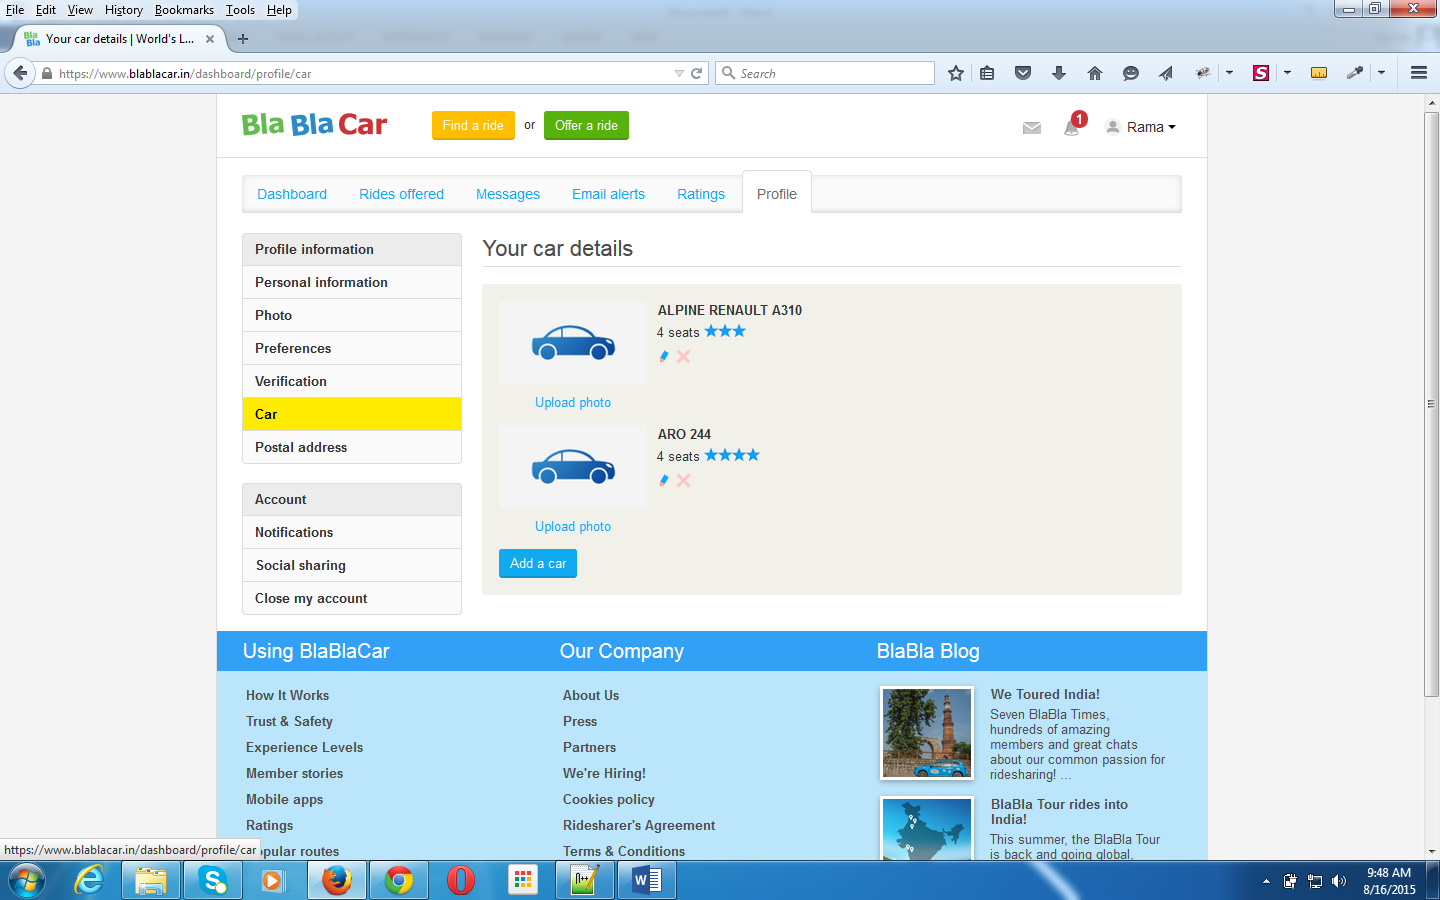 File Edit View History Bookmarks Tools Help
Bla Bla Your car details | World's L...
https://www.blablacar.in/dashboard/profile/car
Search
Bla Bla Car
Find a ride or Offer a ride
1
Rama
Dashboard Rides offered Messages Email alerts Ratings Profile
Profile information
Personal information
Photo
Preferences
Verification
Car
Postal address
Account
Notifications
Social sharing
Close my account
Your car details
ALPINE RENAULT A310
4 seats
Upload photo
ARO 244
4 seats
Upload photo
Add a car
Using BlaBlaCar
How It Works
Trust & Safety
Experience Levels
Member stories
Mobile apps
Ratings
opular routes
Our Company
About Us
Press
Partners
We're Hiring!
Cookies policy
Ridesharer's Agreement
Terms & Conditions
BlaBla Blog
We Toured India!
Seven BlaBla Times,
hundreds of amazing
members and great chats
about our common passion for
ridesharing! ...
BlaBla Tour rides into
India!
This summer, the BlaBla Tour
is back and going global,
https://www.blablacar.in/dashboard/profile/car
9:48 AM
8/16/2015